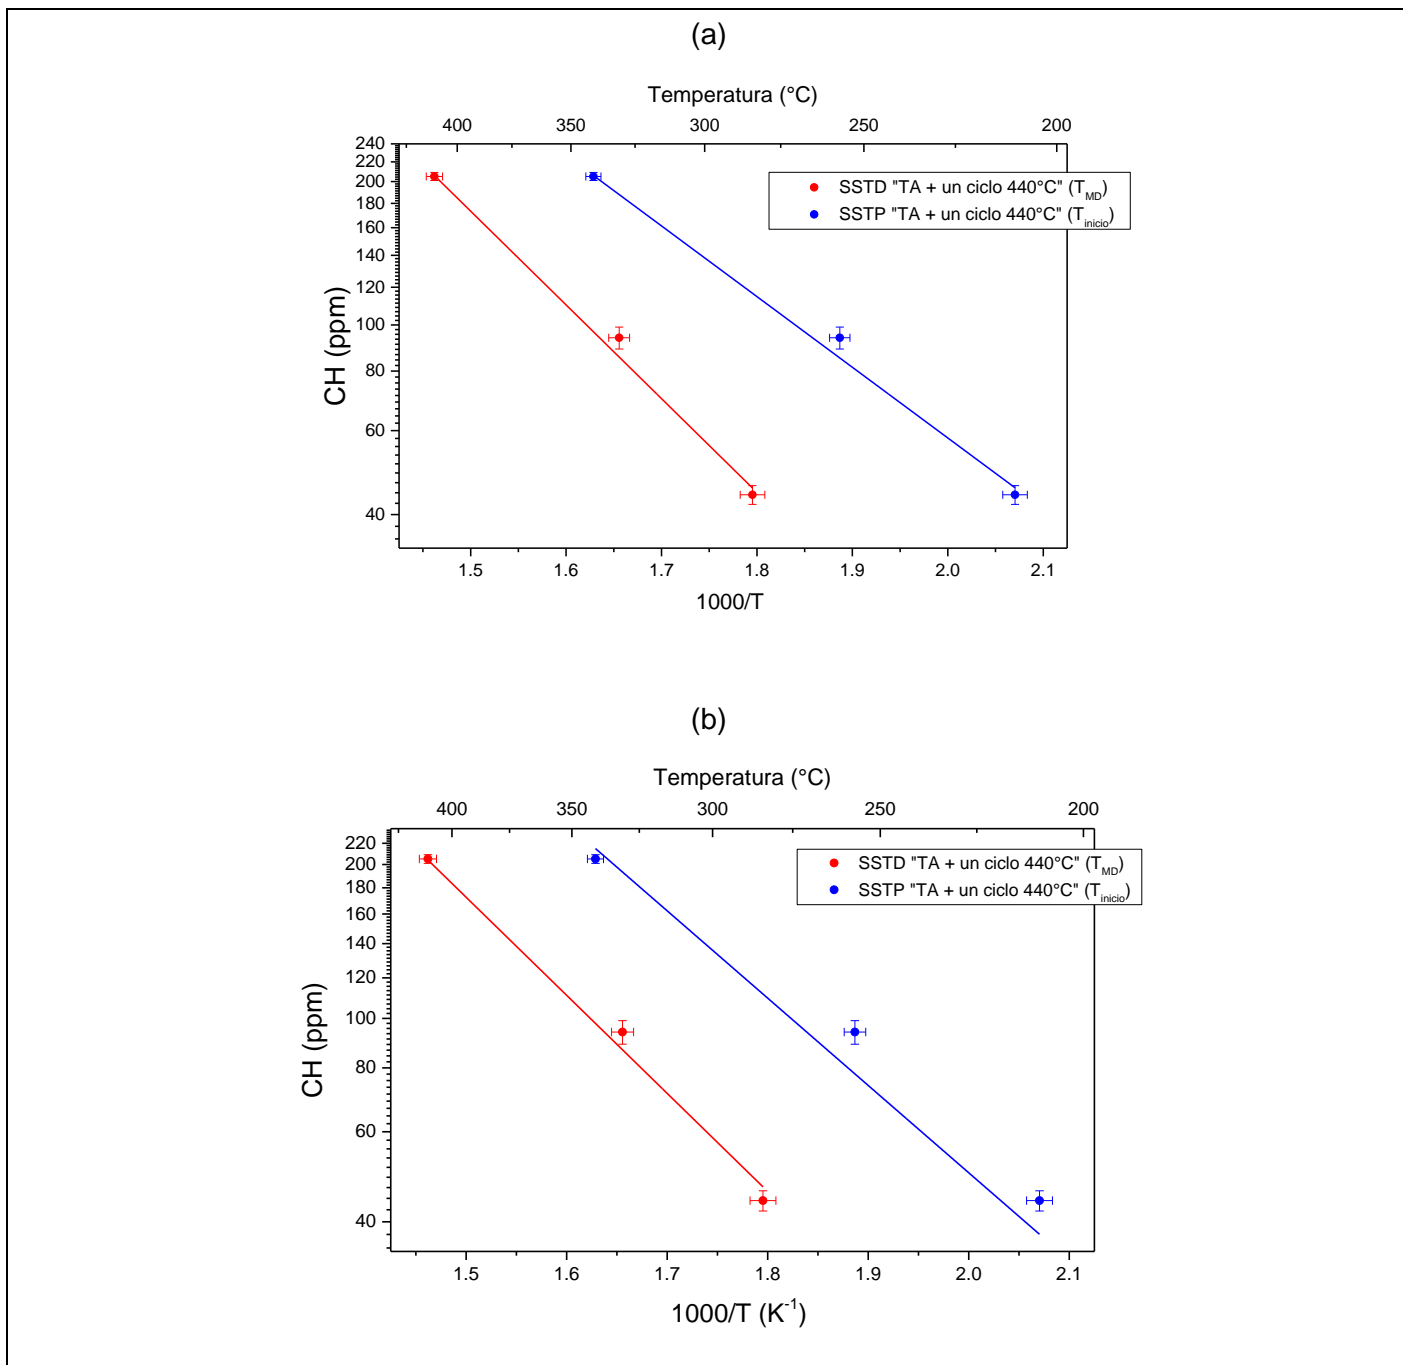 (a)
Temperatura (°C)
400 350 300 250 200
240
220
200
180
160
140
120
100
80
60
40
CH (ppm)
SSTD "TA + un ciclo 440°C" (T_MD)
SSTP "TA + un ciclo 440°C" (T_inicio)
1.5 1.6 1.7 1.8 1.9 2.0 2.1
1000/T
(b)
Temperatura (°C)
400 350 300 250 200
220
200
180
160
140
120
100
80
60
40
CH (ppm)
SSTD "TA + un ciclo 440°C" (T_MD)
SSTP "TA + un ciclo 440°C" (T_inicio)
1.5 1.6 1.7 1.8 1.9 2.0 2.1
1000/T (K⁻¹)